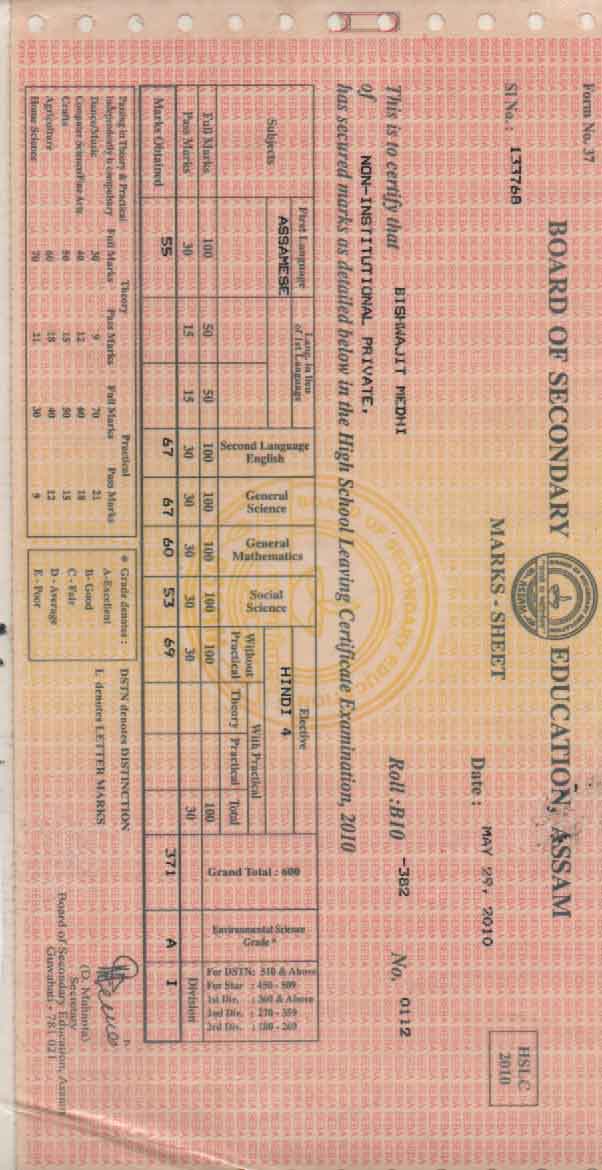 Form No. 37
BOARD OF SECONDARY EDUCATION, ASSAM
Sl No.: 133768
HSLC
2010
MARKS - SHEET
Date : MAY 29, 2010
This is to certify that BISHWAJIT MEDHI Roll :B10 -382 No. 0112
of NON-INSTITUTIONAL PRIVATE.
has secured marks as detailed below in the High School Leaving Certificate Examination, 2010
Subjects
First Language
ASSAMESE
Lang. in lieu
of 1st Languages
Second Language
English
General
Science
General
Mathematics
Social
Science
Elective
HINDI 4
Without
Practical
With Practical
Theory Practical Total
Grand Total : 600
Environmental Science
Grade*
For DSTN: 510 & Above
For Star : 450 - 509
1st Div. : 360 & Above
2nd Div. : 270 - 359
3rd Div. : 180 - 269
Division
Full Marks 100 50 50 100 100 100 100 100 100
Pass Marks 30 15 15 30 30 30 30 30 30
Marks Obtained 55 67 67 60 53 69 371 A I
Passing in Theory & Practical
independently is compulsory
Theory Practical
Full Marks Pass Marks Full Marks Pass Marks
Dance/Music 30 9 70 21
Computer Science/Fine Arts 40 12 60 18
Crafts 50 15 50 15
Agriculture 60 18 40 12
Home Science 70 21 30 9
* Grade denotes :
A-Excellent
B- Good
C - Fair
D - Average
E - Poor
DSTN denotes DISTINCTION
L denotes LETTER MARKS
(D. Mahanta)
Secretary
Board of Secondary Education, Assam
Guwahati - 781 021